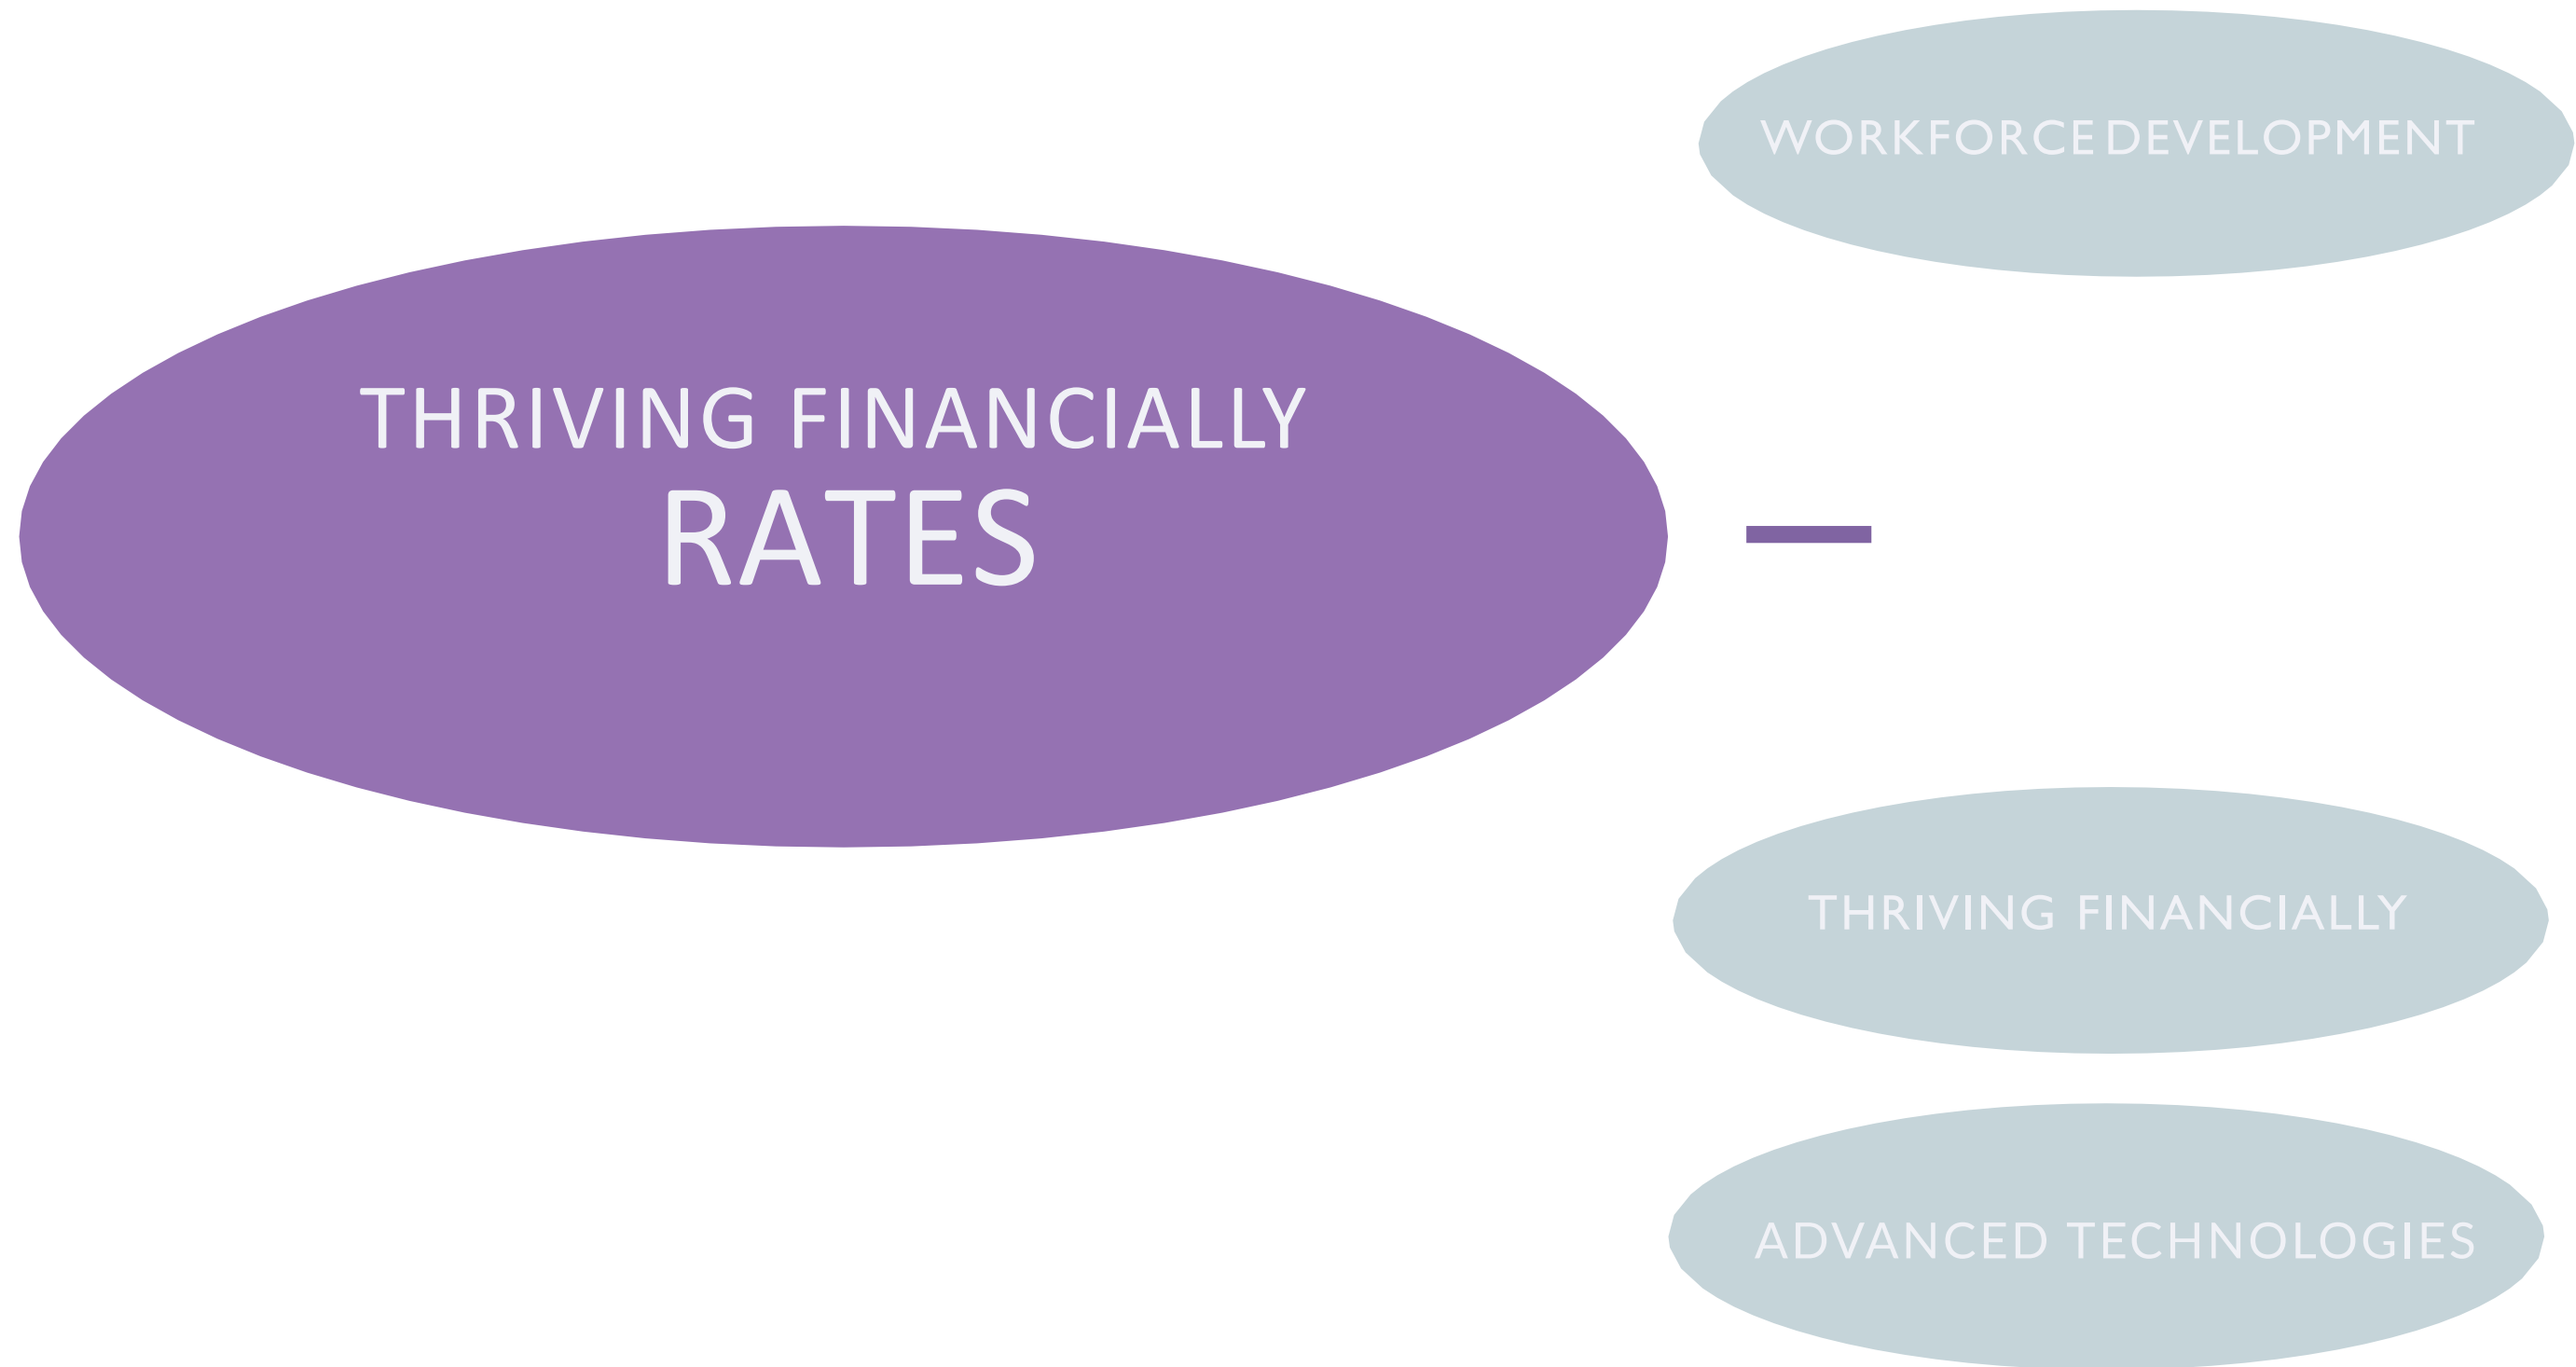 WORKFORCE DEVELOPMENT
THRIVING FINANCIALLY
RATES
THRIVING FINANCIALLY
ADVANCED TECHNOLOGIES